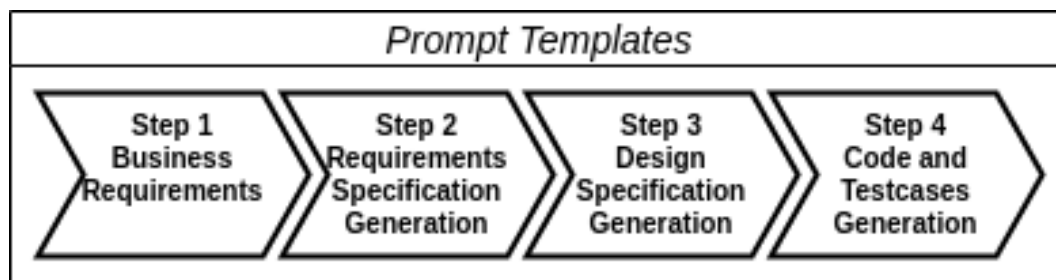 Prompt Templates
Step 1
Business
Requirements
Step 2
Requirements
Specification
Generation
Step 3
Design
Specification
Generation
Step 4
Code and
Testcases
Generation